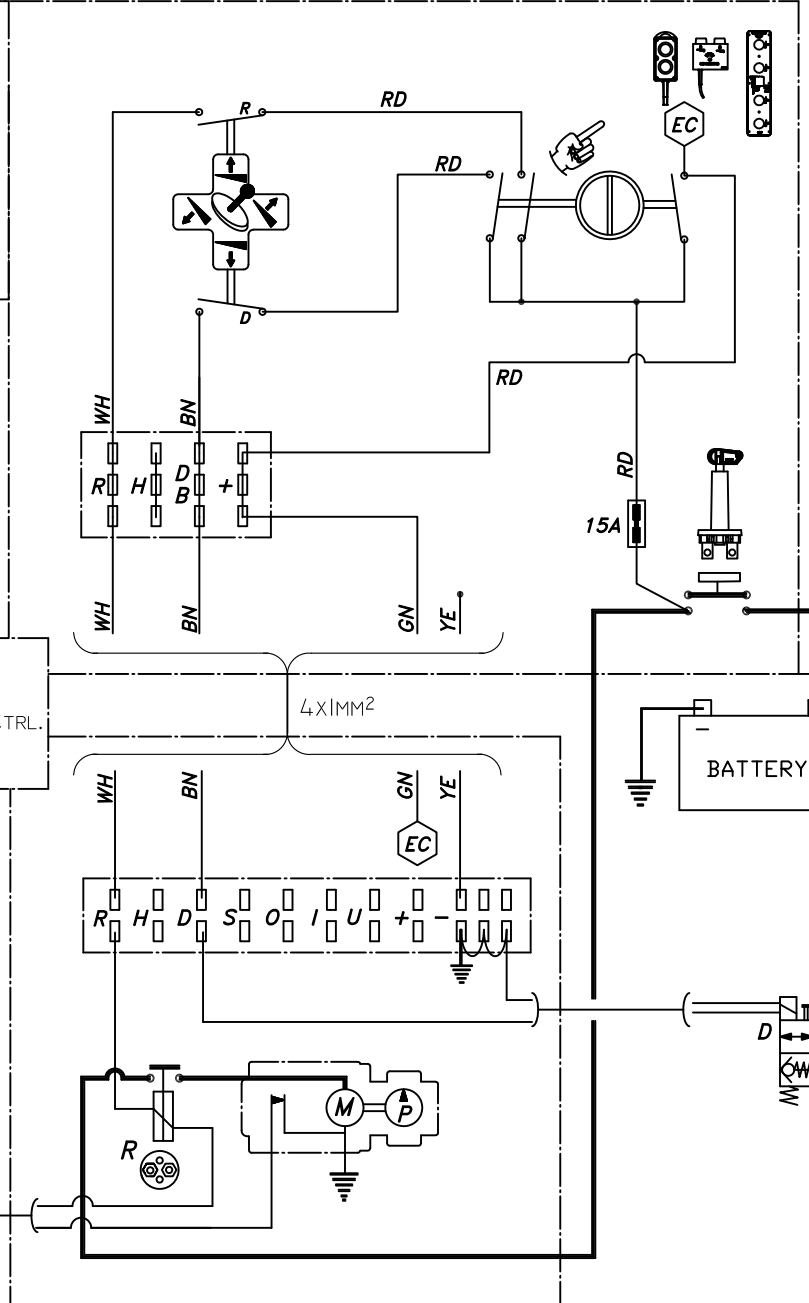 R
RD
EC
RD
D
RD
WH
BN
RD
R
H
D
B
+
15A
WH
BN
GN
YE
4X1MM2
TRL.
−
BATTERY
WH
BN
GN
YE
EC
R H D S O I U + −
D
M
P
R